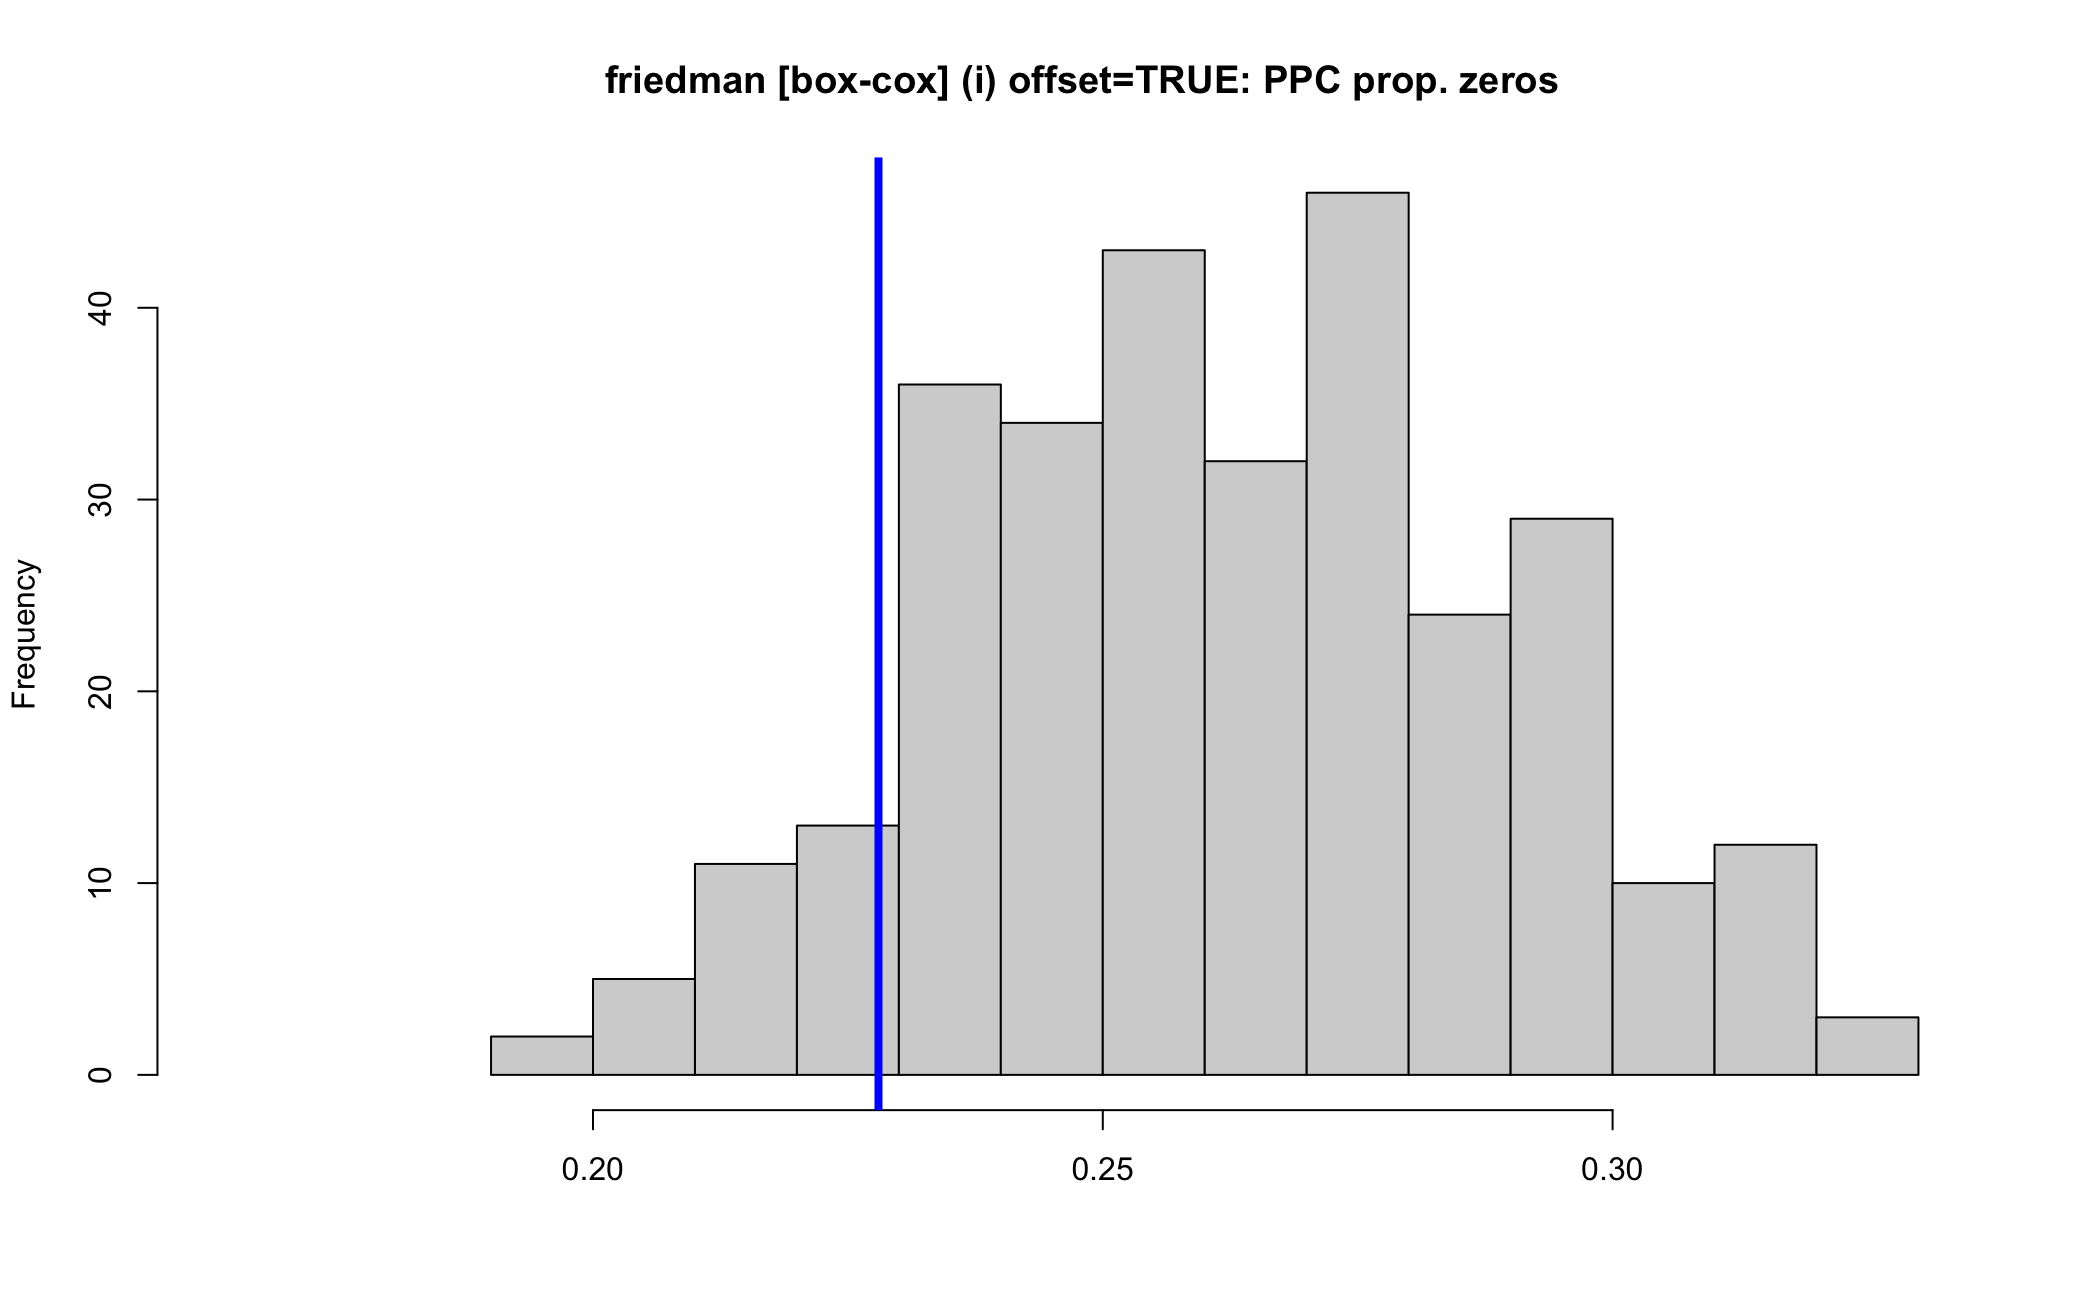 friedman [box-cox] (i) offset=TRUE: PPC prop. zeros
Frequency
40
30
20
10
0
0.20 0.25 0.30